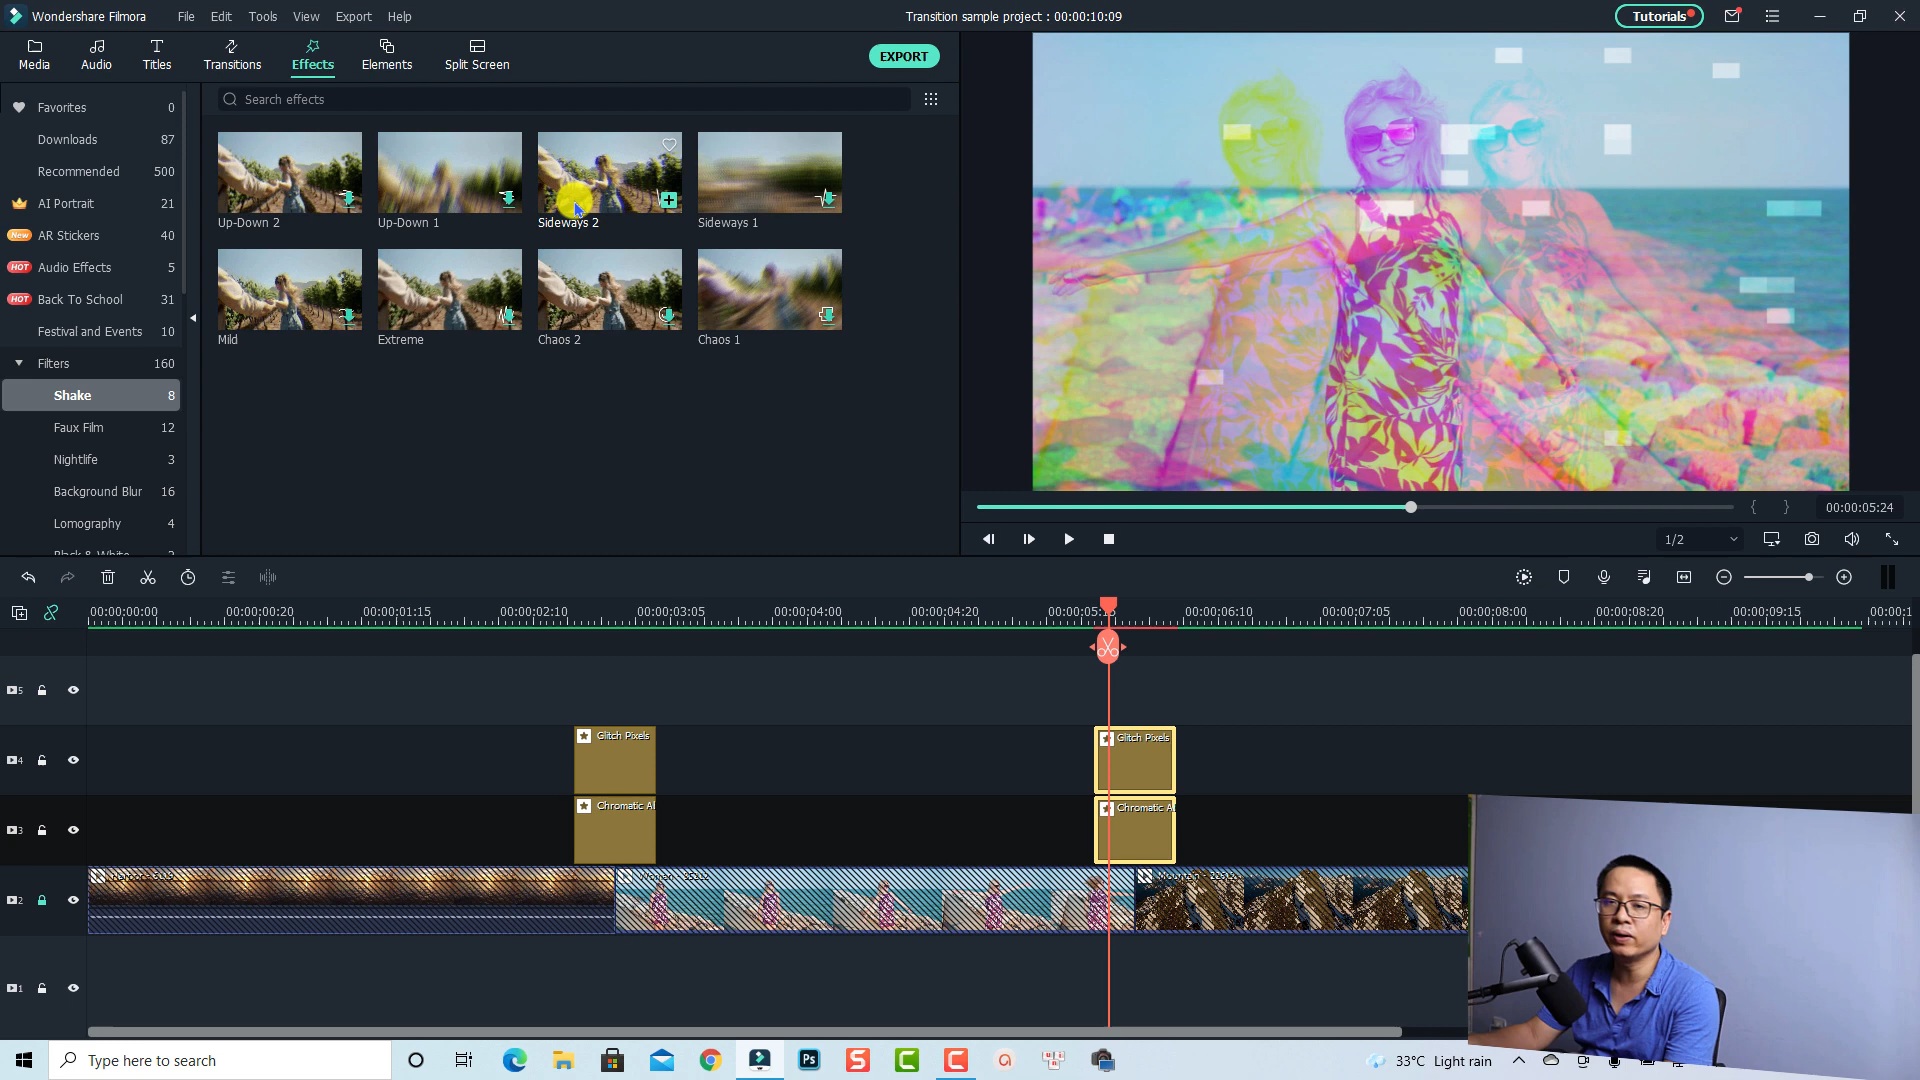 Wondershare Filmora
File Edit Tools View Export Help
Transition sample project : 00:00:10:09
Tutorials
Media Audio Titles Transitions Effects Elements Split Screen
EXPORT
Search effects
Favorites 0
Downloads 87
Recommended 500
AI Portrait 21
New AR Stickers 40
HOT Audio Effects 5
HOT Back To School 31
Festival and Events 10
Filters 160
Shake 8
Faux Film 12
Nightlife 3
Background Blur 16
Lomography 4
Black & White
Up-Down 2
Up-Down 1
Sideways 2
Sideways 1
Mild
Extreme
Chaos 2
Chaos 1
{ } 00:00:05:24
1/2
00:00:00:00 00:00:00:20 00:00:01:15 00:00:02:10 00:00:03:05 00:00:04:00 00:00:04:20 00:00:05: 00:00:06:10 00:00:07:05 00:00:08:00 00:00:08:20 00:00:09:15 00:00:1
5
4
Glitch Pixels
Glitch Pixels
3
Chromatic A
Chromatic A
2
1
Type here to search
Ps
33°C Light rain